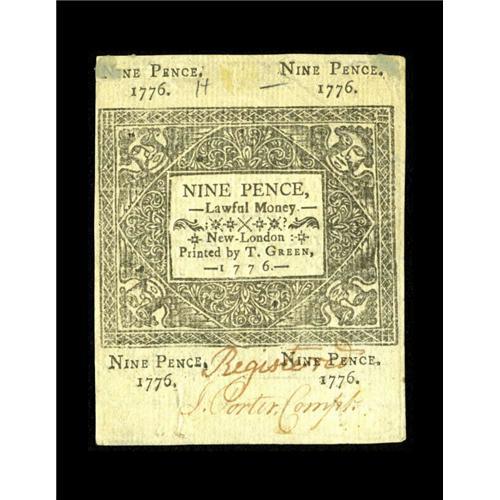 NINE PENCE, NINE PENCE,
1776. H — 1776.
NINE PENCE,
—Lawful Money.—
New-London
Printed by T. GREEN,
—1776.—
NINE PENCE, Registered NINE PENCE.
1776. 1776.
J. Porter, Compt.